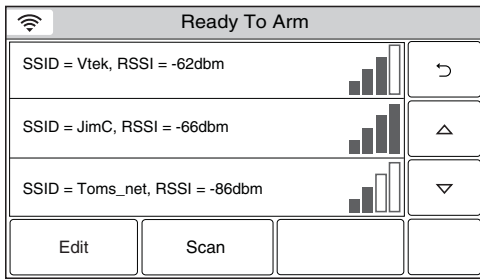 Ready To Arm
SSID = Vtek, RSSI = -62dbm
SSID = JimC, RSSI = -66dbm
SSID = Toms_net, RSSI = -86dbm
Edit
Scan